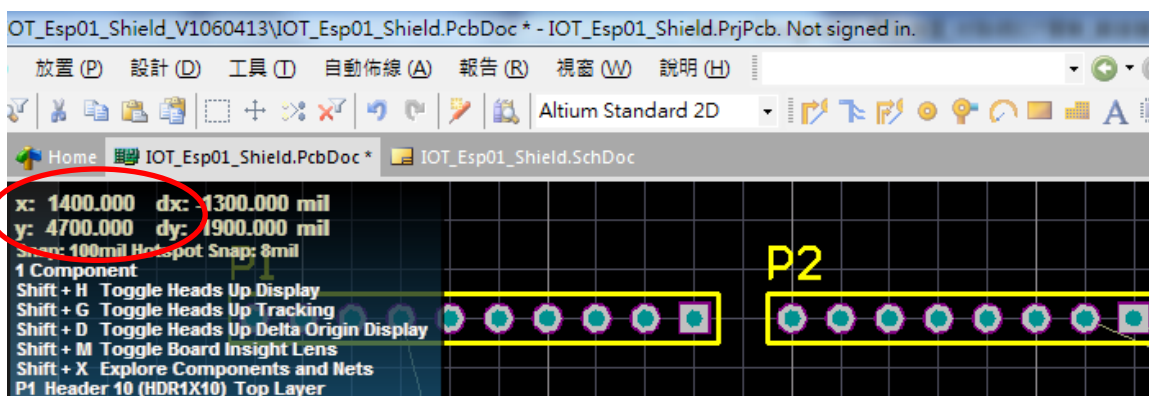 OT_Esp01_Shield_V1060413\IOT_Esp01_Shield.PcbDoc * - IOT_Esp01_Shield.PrjPcb. Not signed in.
放置 (P) 設計 (D) 工具 (T) 自動佈線 (A) 報告 (R) 視窗 (W) 說明 (H)
Altium Standard 2D
Home IOT_Esp01_Shield.PcbDoc * IOT_Esp01_Shield.SchDoc
x: 1400.000 dx: -1300.000 mil
y: 4700.000 dy: -1900.000 mil
Snap: 100mil Hotspot Snap: 8mil
1 Component
P1
P2
Shift + H Toggle Heads Up Display
Shift + G Toggle Heads Up Tracking
Shift + D Toggle Heads Up Delta Origin Display
Shift + M Toggle Board Insight Lens
Shift + X Explore Components and Nets
P1 Header 10 (HDR1X10) Top Layer